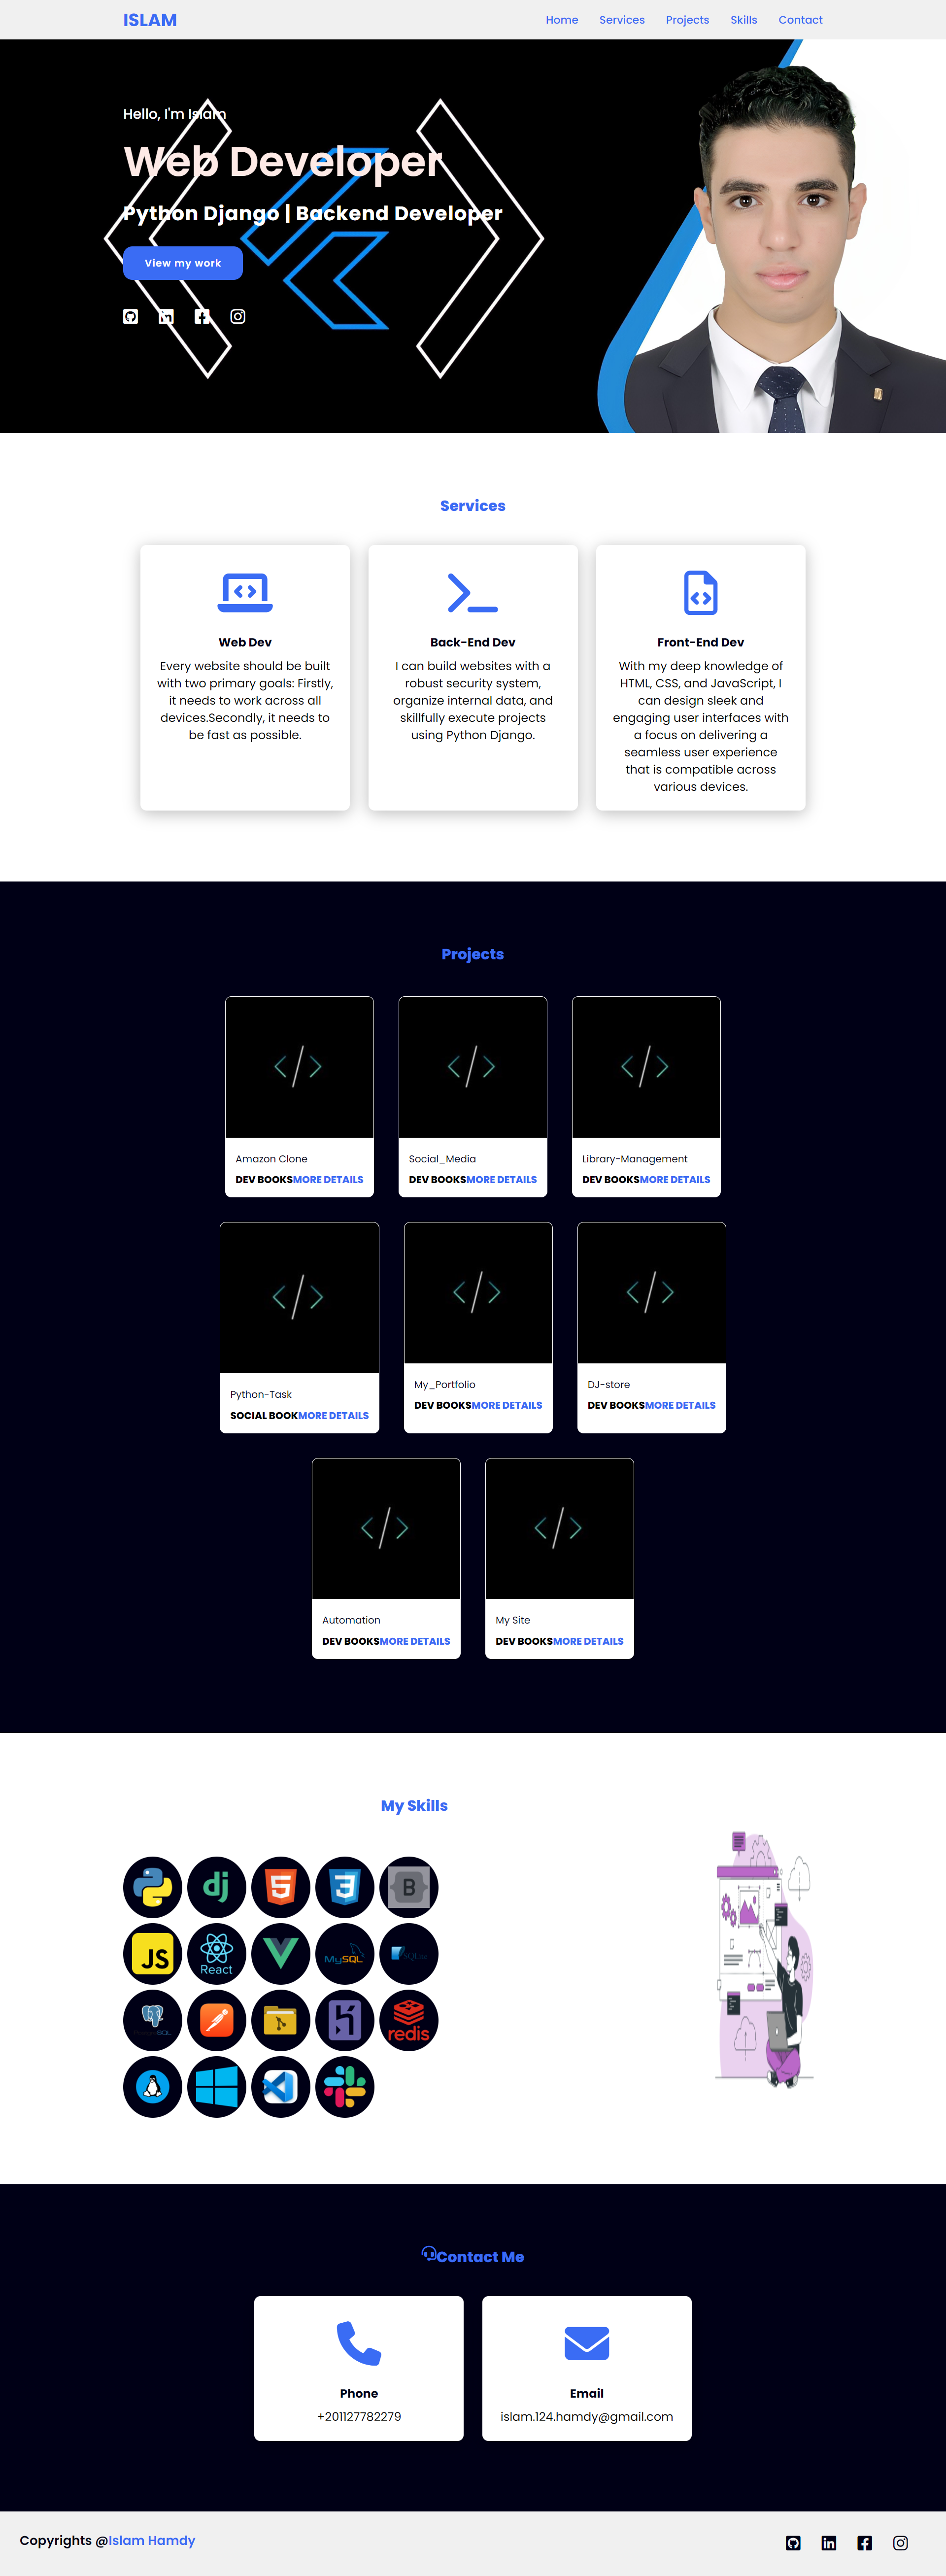 ISLAM
Home Services Projects Skills Contact
Hello, I'm Islam
Web Developer
Python Django | Backend Developer
View my work
Services
Web Dev
Every website should be built
with two primary goals: Firstly,
it needs to work across all
devices.Secondly, it needs to
be fast as possible.
Back-End Dev
I can build websites with a
robust security system,
organize internal data, and
skillfully execute projects
using Python Django.
Front-End Dev
With my deep knowledge of
HTML, CSS, and JavaScript, I
can design sleek and
engaging user interfaces with
a focus on delivering a
seamless user experience
that is compatible across
various devices.
Projects
Amazon Clone
DEV BOOKSMORE DETAILS
Social_Media
DEV BOOKSMORE DETAILS
Library-Management
DEV BOOKSMORE DETAILS
Python-Task
SOCIAL BOOKMORE DETAILS
My_Portfolio
DEV BOOKSMORE DETAILS
DJ-store
DEV BOOKSMORE DETAILS
Automation
DEV BOOKSMORE DETAILS
My Site
DEV BOOKSMORE DETAILS
My Skills
dj 5 3 B
JS React MySQL
redis
Contact Me
Phone
+201127782279
Email
islam.124.hamdy@gmail.com
Copyrights @Islam Hamdy